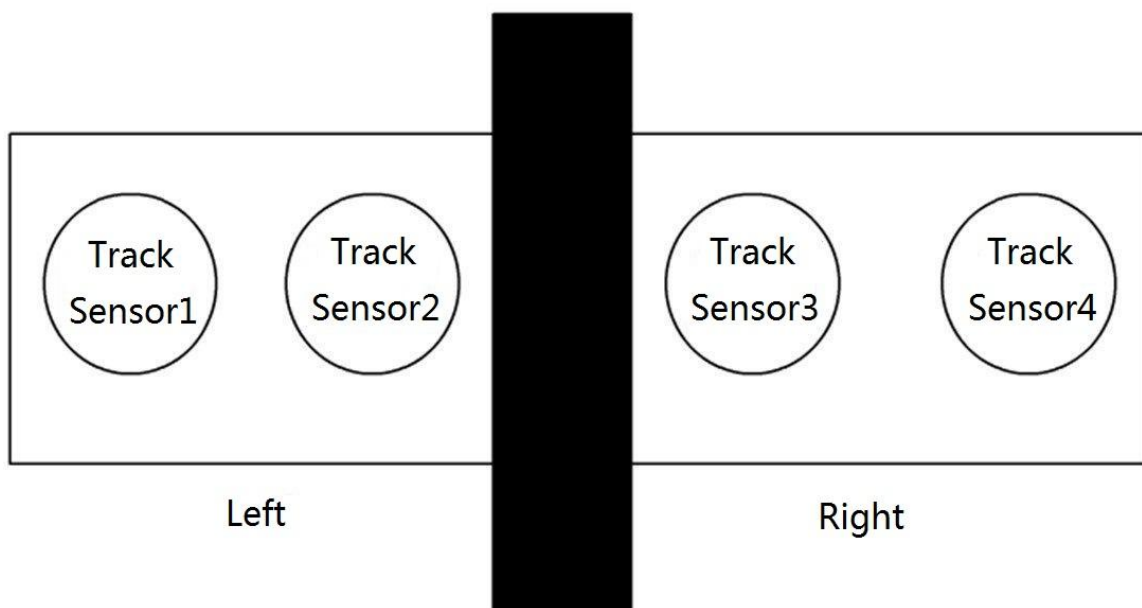 Track
Sensor1
Track
Sensor2
Track
Sensor3
Track
Sensor4
Left
Right